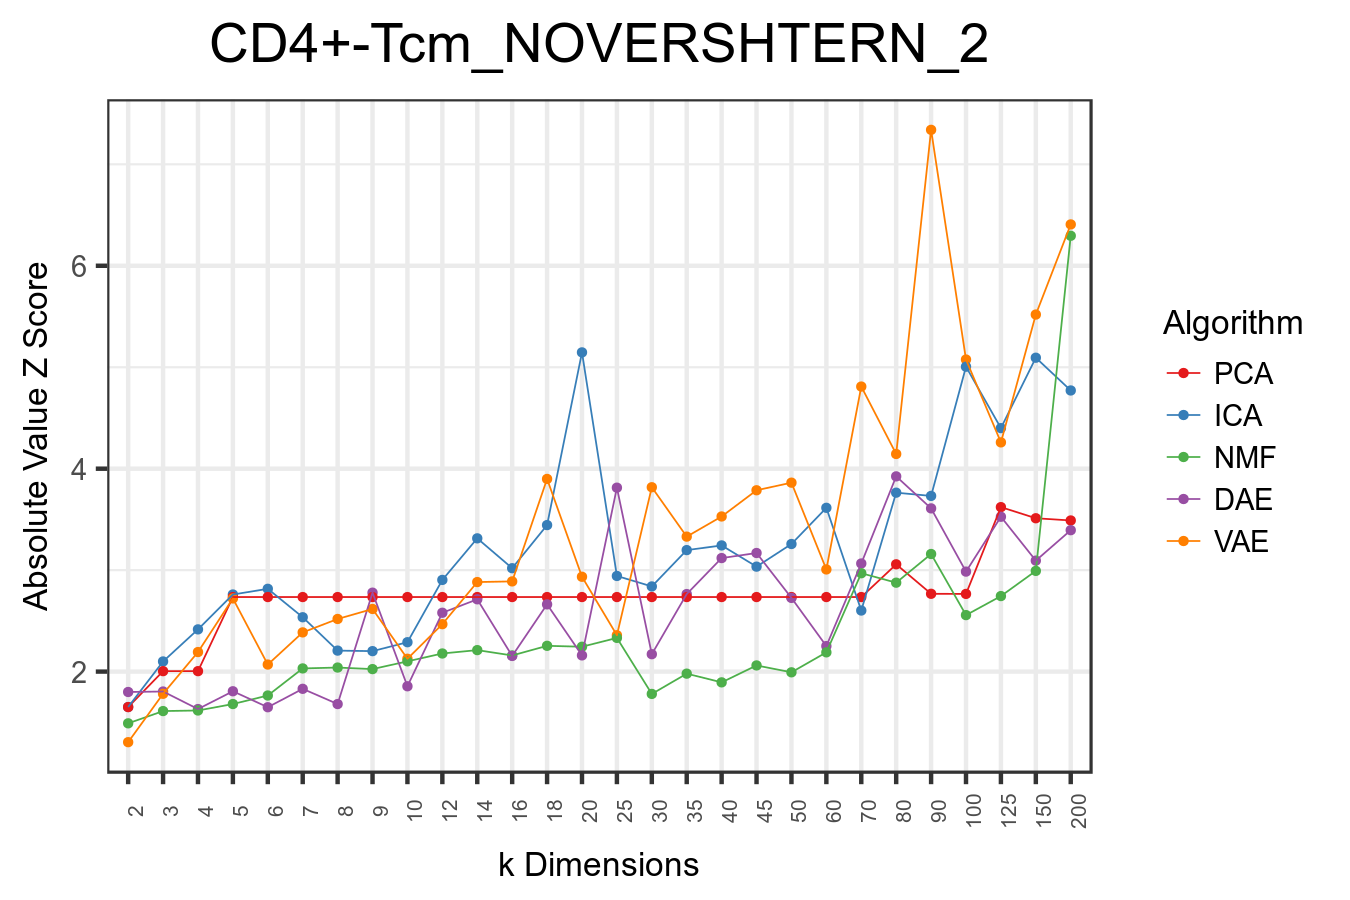 CD4+-Tcm_NOVERSHTERN_2
Absolute Value Z Score
6
4
2
2 3 4 5 6 7 8 9 10 12 14 16 18 20 25 30 35 40 45 50 60 70 80 90 100 125 150 200
k Dimensions
Algorithm
PCA
ICA
NMF
DAE
VAE